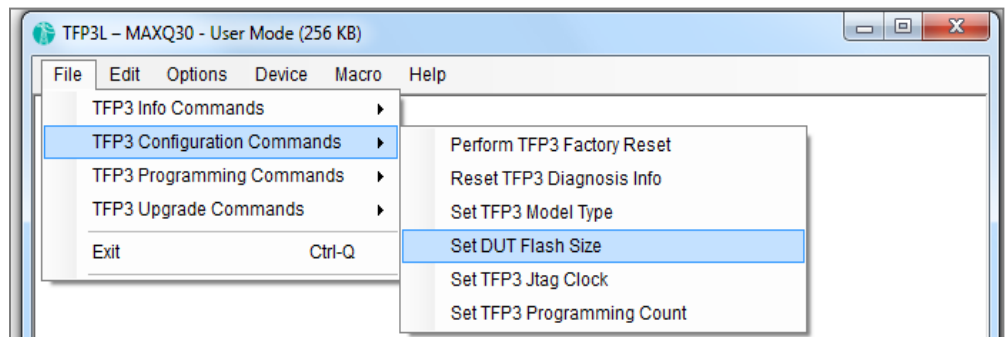 TFP3L – MAXQ30 - User Mode (256 KB)
File Edit Options Device Macro Help
TFP3 Info Commands
TFP3 Configuration Commands
TFP3 Programming Commands
TFP3 Upgrade Commands
Exit Ctrl-Q
Perform TFP3 Factory Reset
Reset TFP3 Diagnosis Info
Set TFP3 Model Type
Set DUT Flash Size
Set TFP3 Jtag Clock
Set TFP3 Programming Count